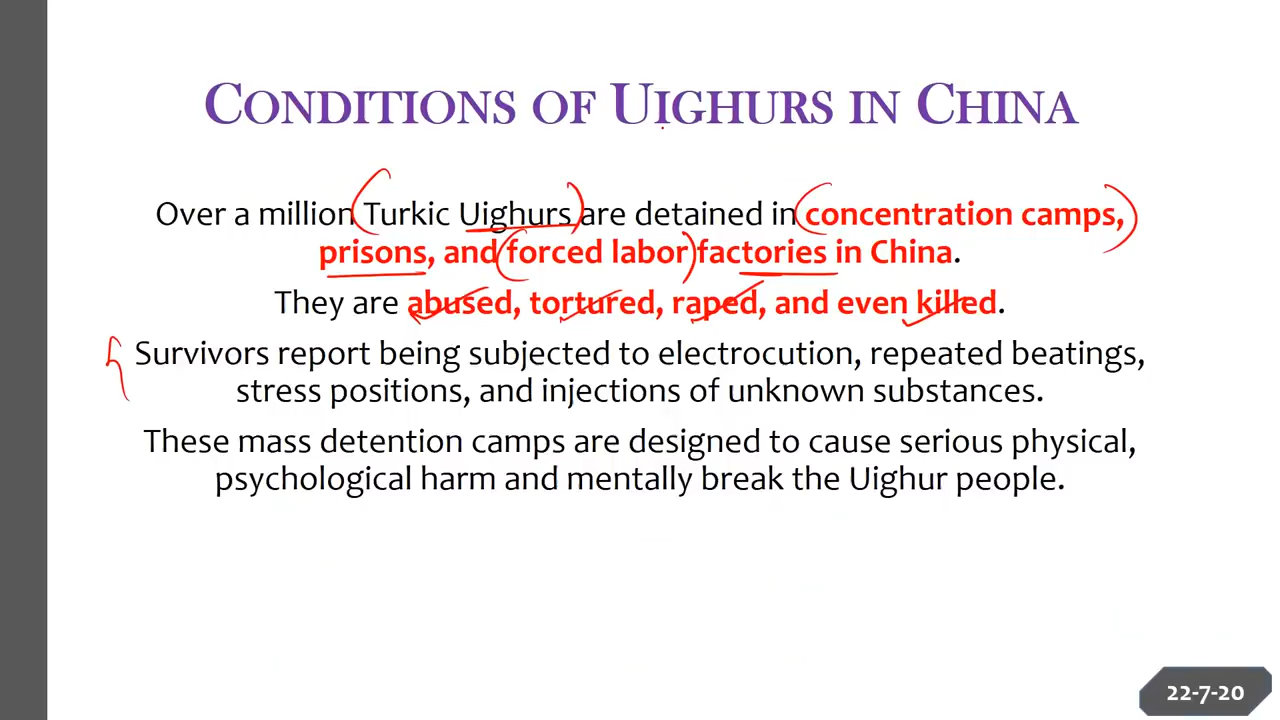 CONDITIONS OF UIGHURS IN CHINA
Over a million Turkic Uighurs are detained in concentration camps,
prisons, and forced labor factories in China.
They are abused, tortured, raped, and even killed.
Survivors report being subjected to electrocution, repeated beatings,
stress positions, and injections of unknown substances.
These mass detention camps are designed to cause serious physical,
psychological harm and mentally break the Uighur people.
22-7-20